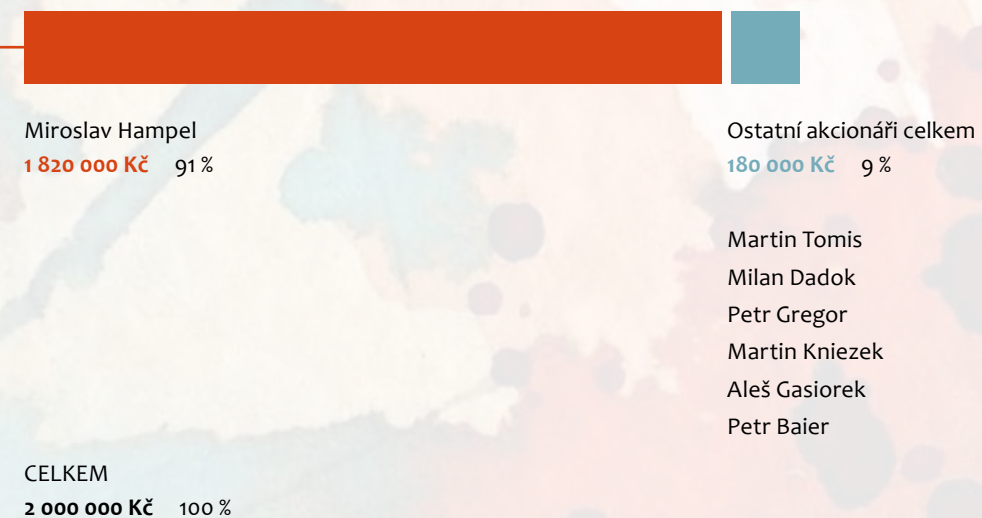 Miroslav Hampel
1 820 000 Kč 91 %
Ostatní akcionáři celkem
180 000 Kč 9 %
Martin Tomis
Milan Dadok
Petr Gregor
Martin Kniezek
Aleš Gasiorek
Petr Baier
CELKEM
2 000 000 Kč 100 %